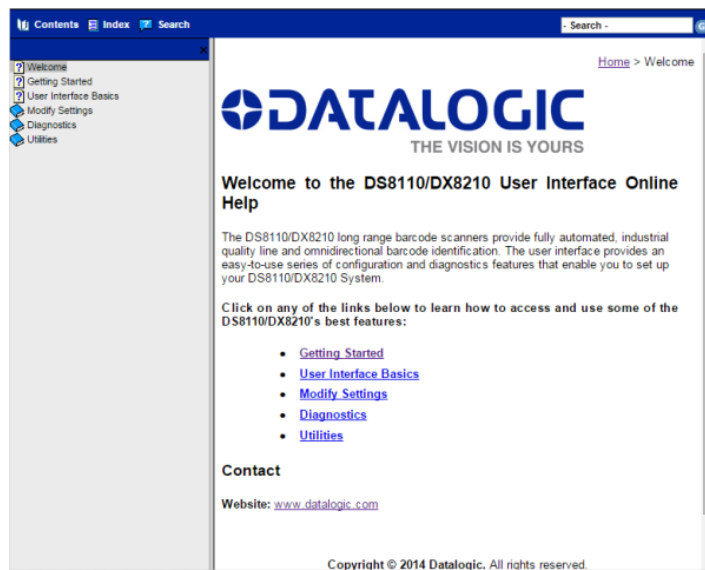 Contents Index Search
- Search -
Welcome
Getting Started
User Interface Basics
Modify Settings
Diagnostics
Utilities
Home > Welcome
DATALOGIC
THE VISION IS YOURS
Welcome to the DS8110/DX8210 User Interface Online
Help
The DS8110/DX8210 long range barcode scanners provide fully automated, industrial
quality line and omnidirectional barcode identification. The user interface provides an
easy-to-use series of configuration and diagnostics features that enable you to set up
your DS8110/DX8210 System.
Click on any of the links below to learn how to access and use some of the
DS8110/DX8210's best features:
• Getting Started
• User Interface Basics
• Modify Settings
• Diagnostics
• Utilities
Contact
Website: www.datalogic.com
Copyright © 2014 Datalogic. All rights reserved.